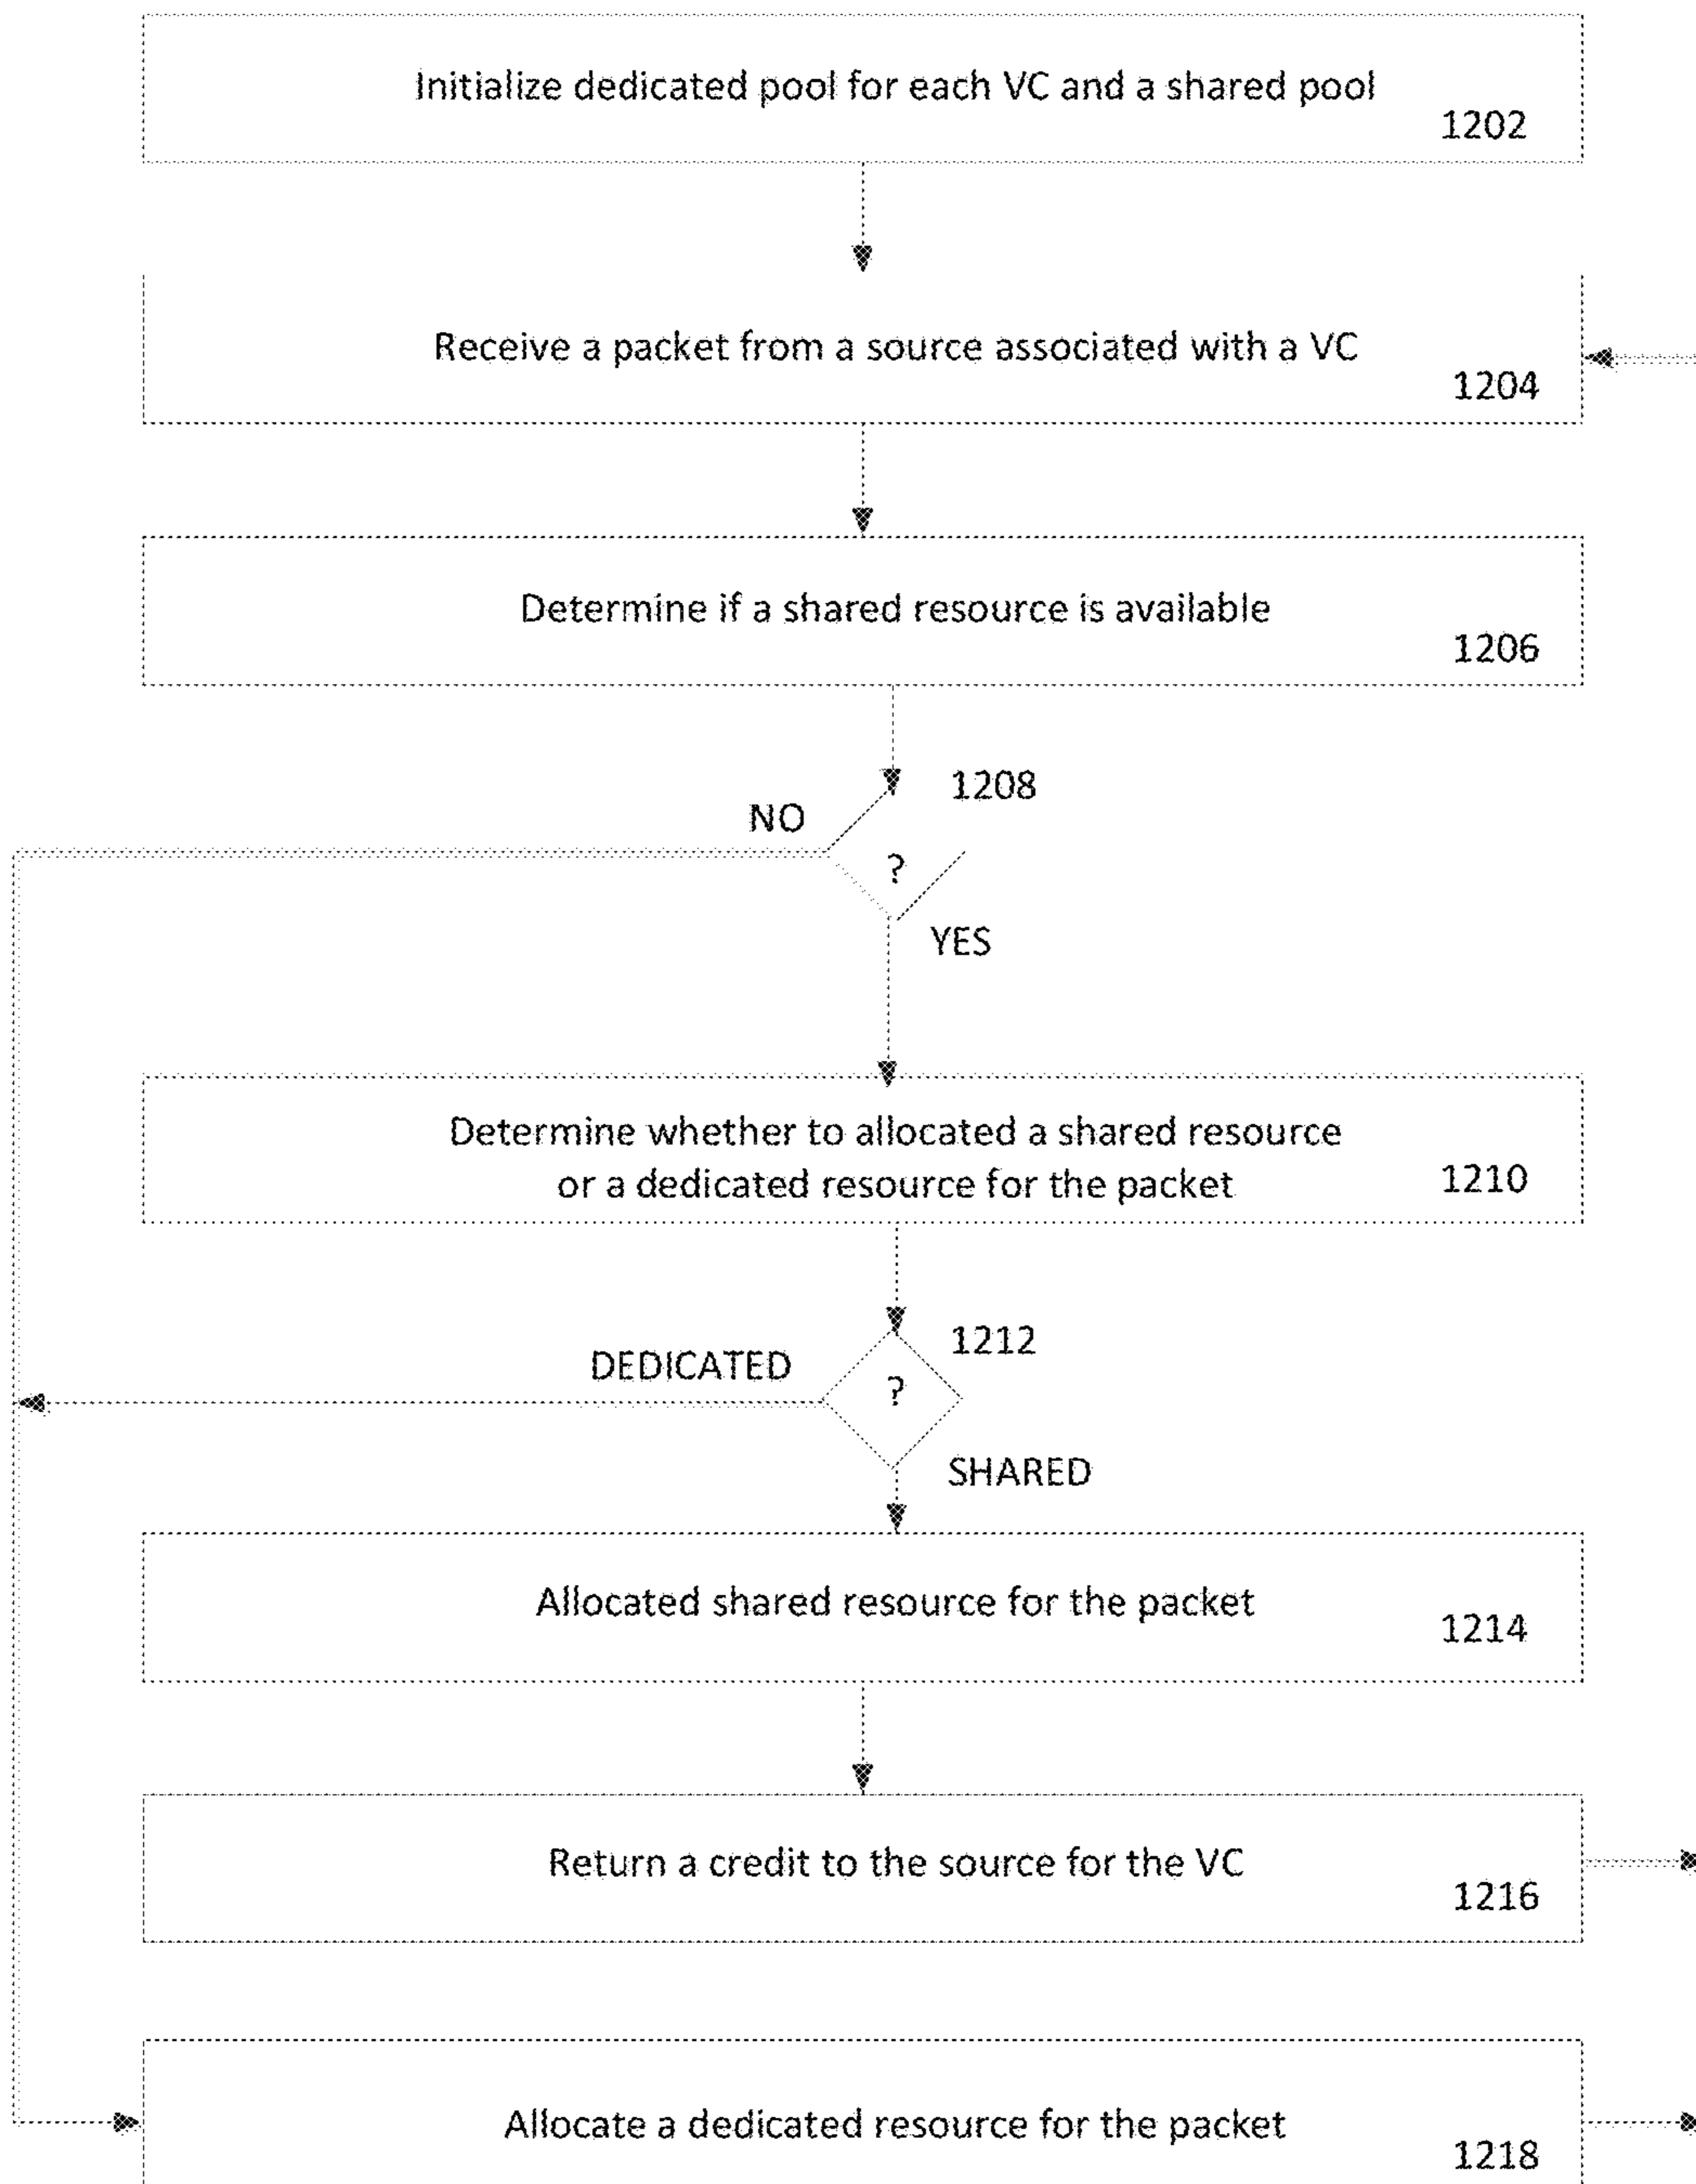 Initialize dedicated pool for each VC and a shared pool
1202
Receive a packet from a source associated with a VC
1204
Determine if a shared resource is available
1206
1208
NO
?
YES
Determine whether to allocated a shared resource
or a dedicated resource for the packet
1210
1212
DEDICATED
?
SHARED
Allocated shared resource for the packet
1214
Return a credit to the source for the VC
1216
Allocate a dedicated resource for the packet
1218